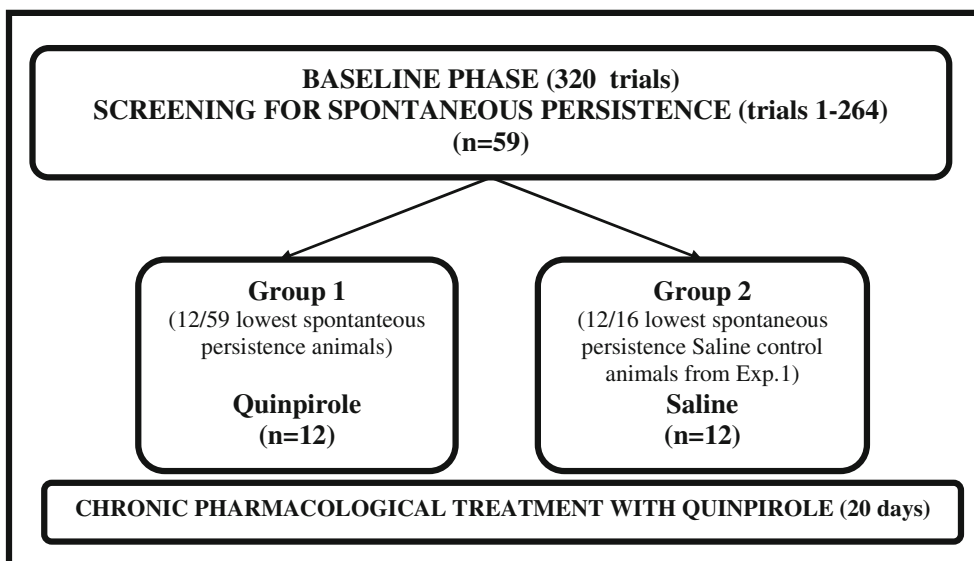 BASELINE PHASE (320 trials)
SCREENING FOR SPONTANEOUS PERSISTENCE (trials 1-264)
(n=59)
Group 1
(12/59 lowest spontanteous
persistence animals)
Quinpirole
(n=12)
Group 2
(12/16 lowest spontaneous
persistence Saline control
animals from Exp.1)
Saline
(n=12)
CHRONIC PHARMACOLOGICAL TREATMENT WITH QUINPIROLE (20 days)